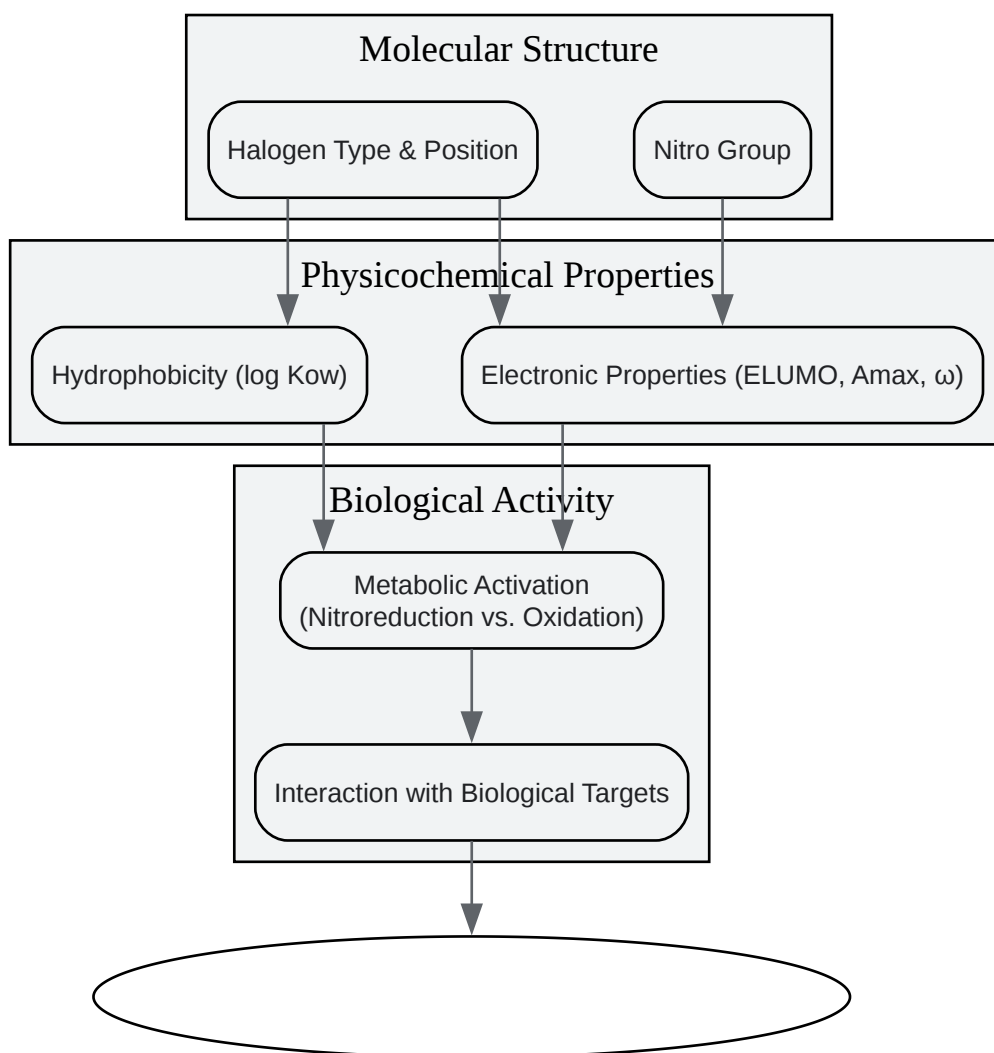 Molecular Structure
Halogen Type & Position
Nitro Group
Physicochemical Properties
Hydrophobicity (log Kow)
Electronic Properties (ELUMO, Amax, ω)
Biological Activity
Metabolic Activation
(Nitroreduction vs. Oxidation)
Interaction with Biological Targets